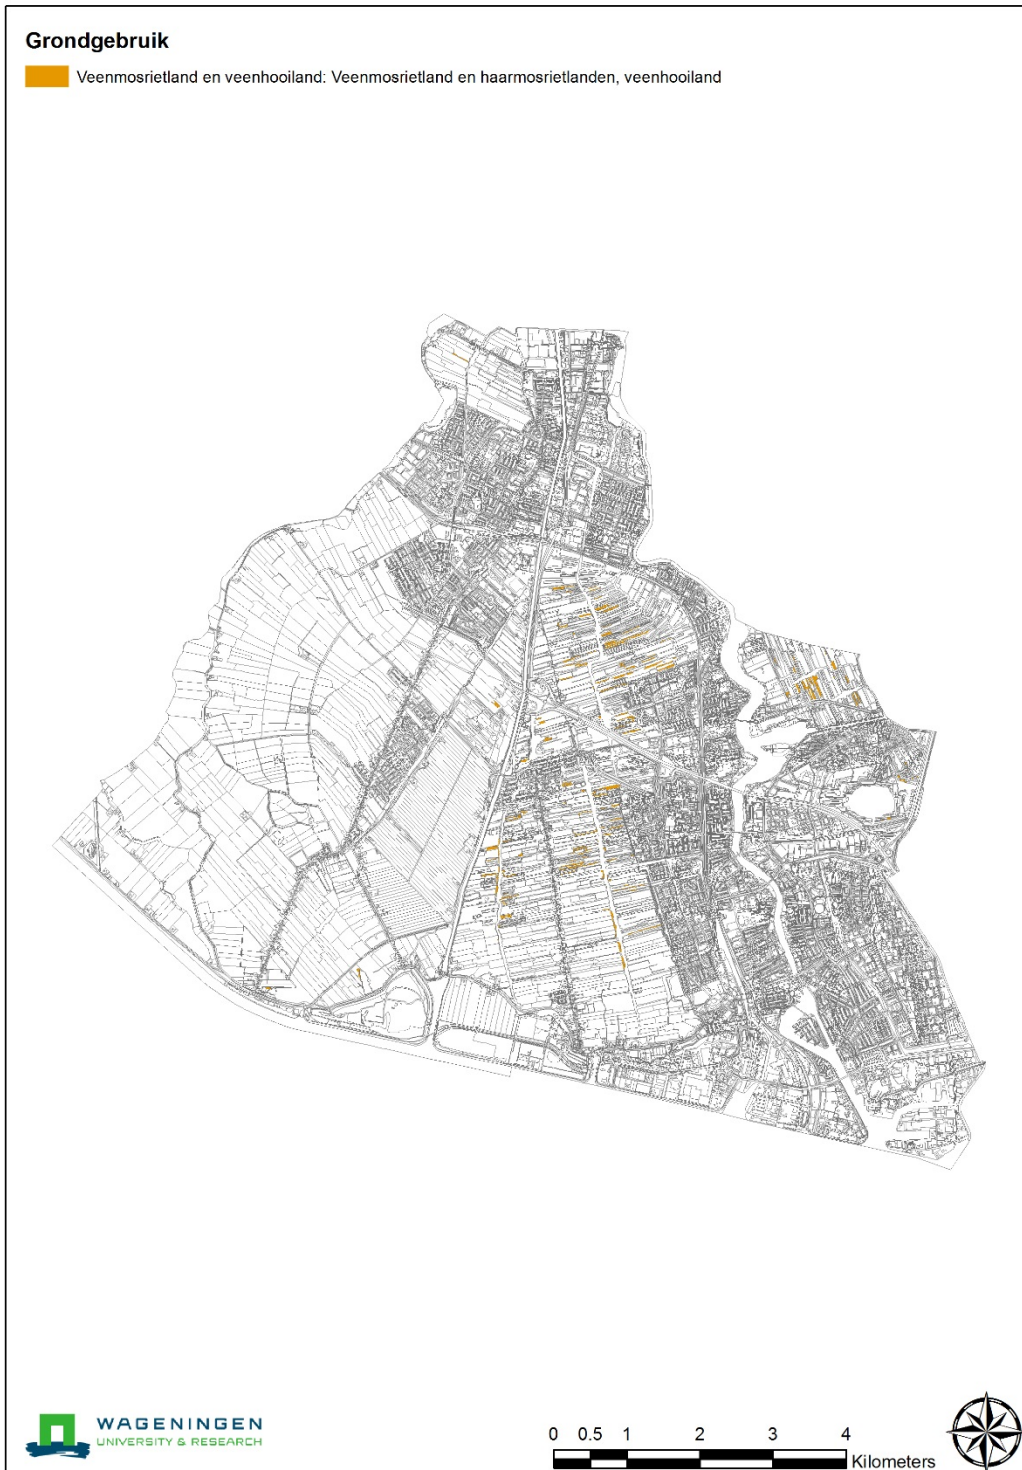 Grondgebruik
Veenmosrietland en veenhooiland: Veenmosrietland en haarmosrietlanden, veenhooiland
WAGENINGEN
UNIVERSITY & RESEARCH
0 0.5 1 2 3 4
Kilometers